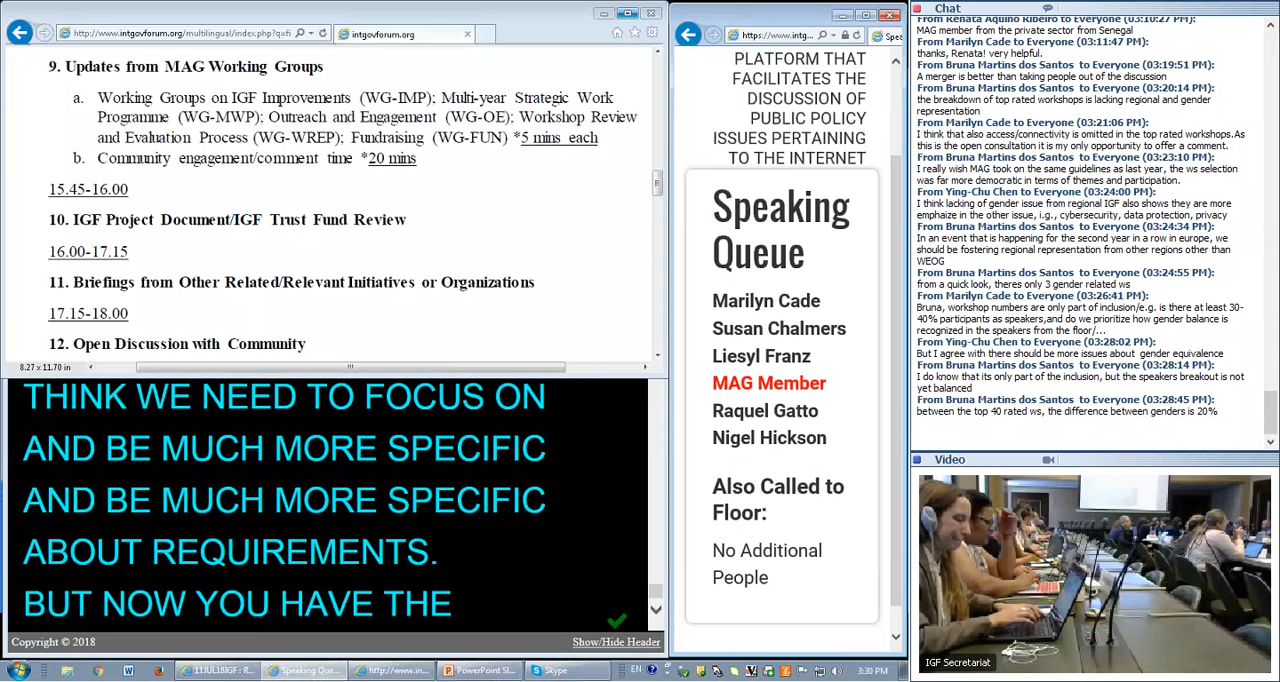 http://www.intgovforum.org/multilingual/index.php?q=fi
intgovforum.org
9. Updates from MAG Working Groups
a. Working Groups on IGF Improvements (WG-IMP); Multi-year Strategic Work
Programme (WG-MWP); Outreach and Engagement (WG-OE); Workshop Review
and Evaluation Process (WG-WREP); Fundraising (WG-FUN) *5 mins each
b. Community engagement/comment time *20 mins
15.45-16.00
10. IGF Project Document/IGF Trust Fund Review
16.00-17.15
11. Briefings from Other Related/Relevant Initiatives or Organizations
17.15-18.00
12. Open Discussion with Community
8.27 x 11.70 in
THINK WE NEED TO FOCUS ON
AND BE MUCH MORE SPECIFIC
AND BE MUCH MORE SPECIFIC
ABOUT REQUIREMENTS.
BUT NOW YOU HAVE THE
Copyright © 2018
Show/Hide Header
https://www.intg
Spe
PLATFORM THAT
FACILITATES THE
DISCUSSION OF
PUBLIC POLICY
ISSUES PERTAINING
TO THE INTERNET
Speaking
Queue
Marilyn Cade
Susan Chalmers
Liesyl Franz
MAG Member
Raquel Gatto
Nigel Hickson
Also Called to
Floor:
No Additional
People
Chat
From Renata Aquino Ribeiro to Everyone (03:10:27 PM):
MAG member from the private sector from Senegal
From Marilyn Cade to Everyone (03:11:47 PM):
thanks, Renata! very helpful.
From Bruna Martins dos Santos to Everyone (03:19:51 PM):
A merger is better than taking people out of the discussion
From Bruna Martins dos Santos to Everyone (03:20:14 PM):
the breakdown of top rated workshops is lacking regional and gender
representation
From Marilyn Cade to Everyone (03:21:06 PM):
I think that also access/connectivity is omitted in the top rated workshops.As
this is the open consultation it is my only opportunity to offer a comment.
From Bruna Martins dos Santos to Everyone (03:23:10 PM):
I really wish MAG took on the same guidelines as last year, the ws selection
was far more democratic in terms of themes and participation.
From Ying-Chu Chen to Everyone (03:24:00 PM):
I think lacking of gender issue from regional IGF also shows they are more
emphaize in the other issue, i.g., cybersecurity, data protection, privacy
From Bruna Martins dos Santos to Everyone (03:24:34 PM):
In an event that is happening for the second year in a row in europe, we
should be fostering regional representation from other regions other than
WEOG
From Bruna Martins dos Santos to Everyone (03:24:55 PM):
from a quick look, theres only 3 gender related ws
From Marilyn Cade to Everyone (03:26:41 PM):
Bruna, workshop numbers are only part of inclusion/e.g. is there at least 30-
40% participants as speakers,and do we prioritize how gender balance is
recognized in the speakers from the floor/...
From Ying-Chu Chen to Everyone (03:28:02 PM):
But I agree with there should be more issues about gender equivalence
From Bruna Martins dos Santos to Everyone (03:28:14 PM):
I do know that its only part of the inclusion, but the speakers breakout is not
yet balanced
From Bruna Martins dos Santos to Everyone (03:28:45 PM):
between the top 40 rated ws, the difference between genders is 20%
Video
IGF Secretariat
11JUL18IGF : R...
Speaking Que...
http://www.in...
PowerPoint Sl...
Skype
EN
3:30 PM